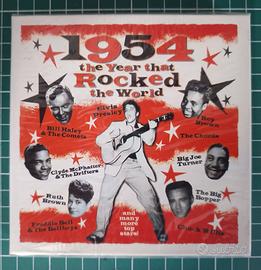 1954
the Year that
Rocked
the World
Elvis
Presley
Roy
Brown
Bill Haley
& The Comets
The Chords
Clyde McPhatter
& The Drifters
Big Joe
Turner
Ruth
Brown
The Big
Bopper
Freddie Bell
& The Bellboys
and
many more
top stars!
Chuck Willis